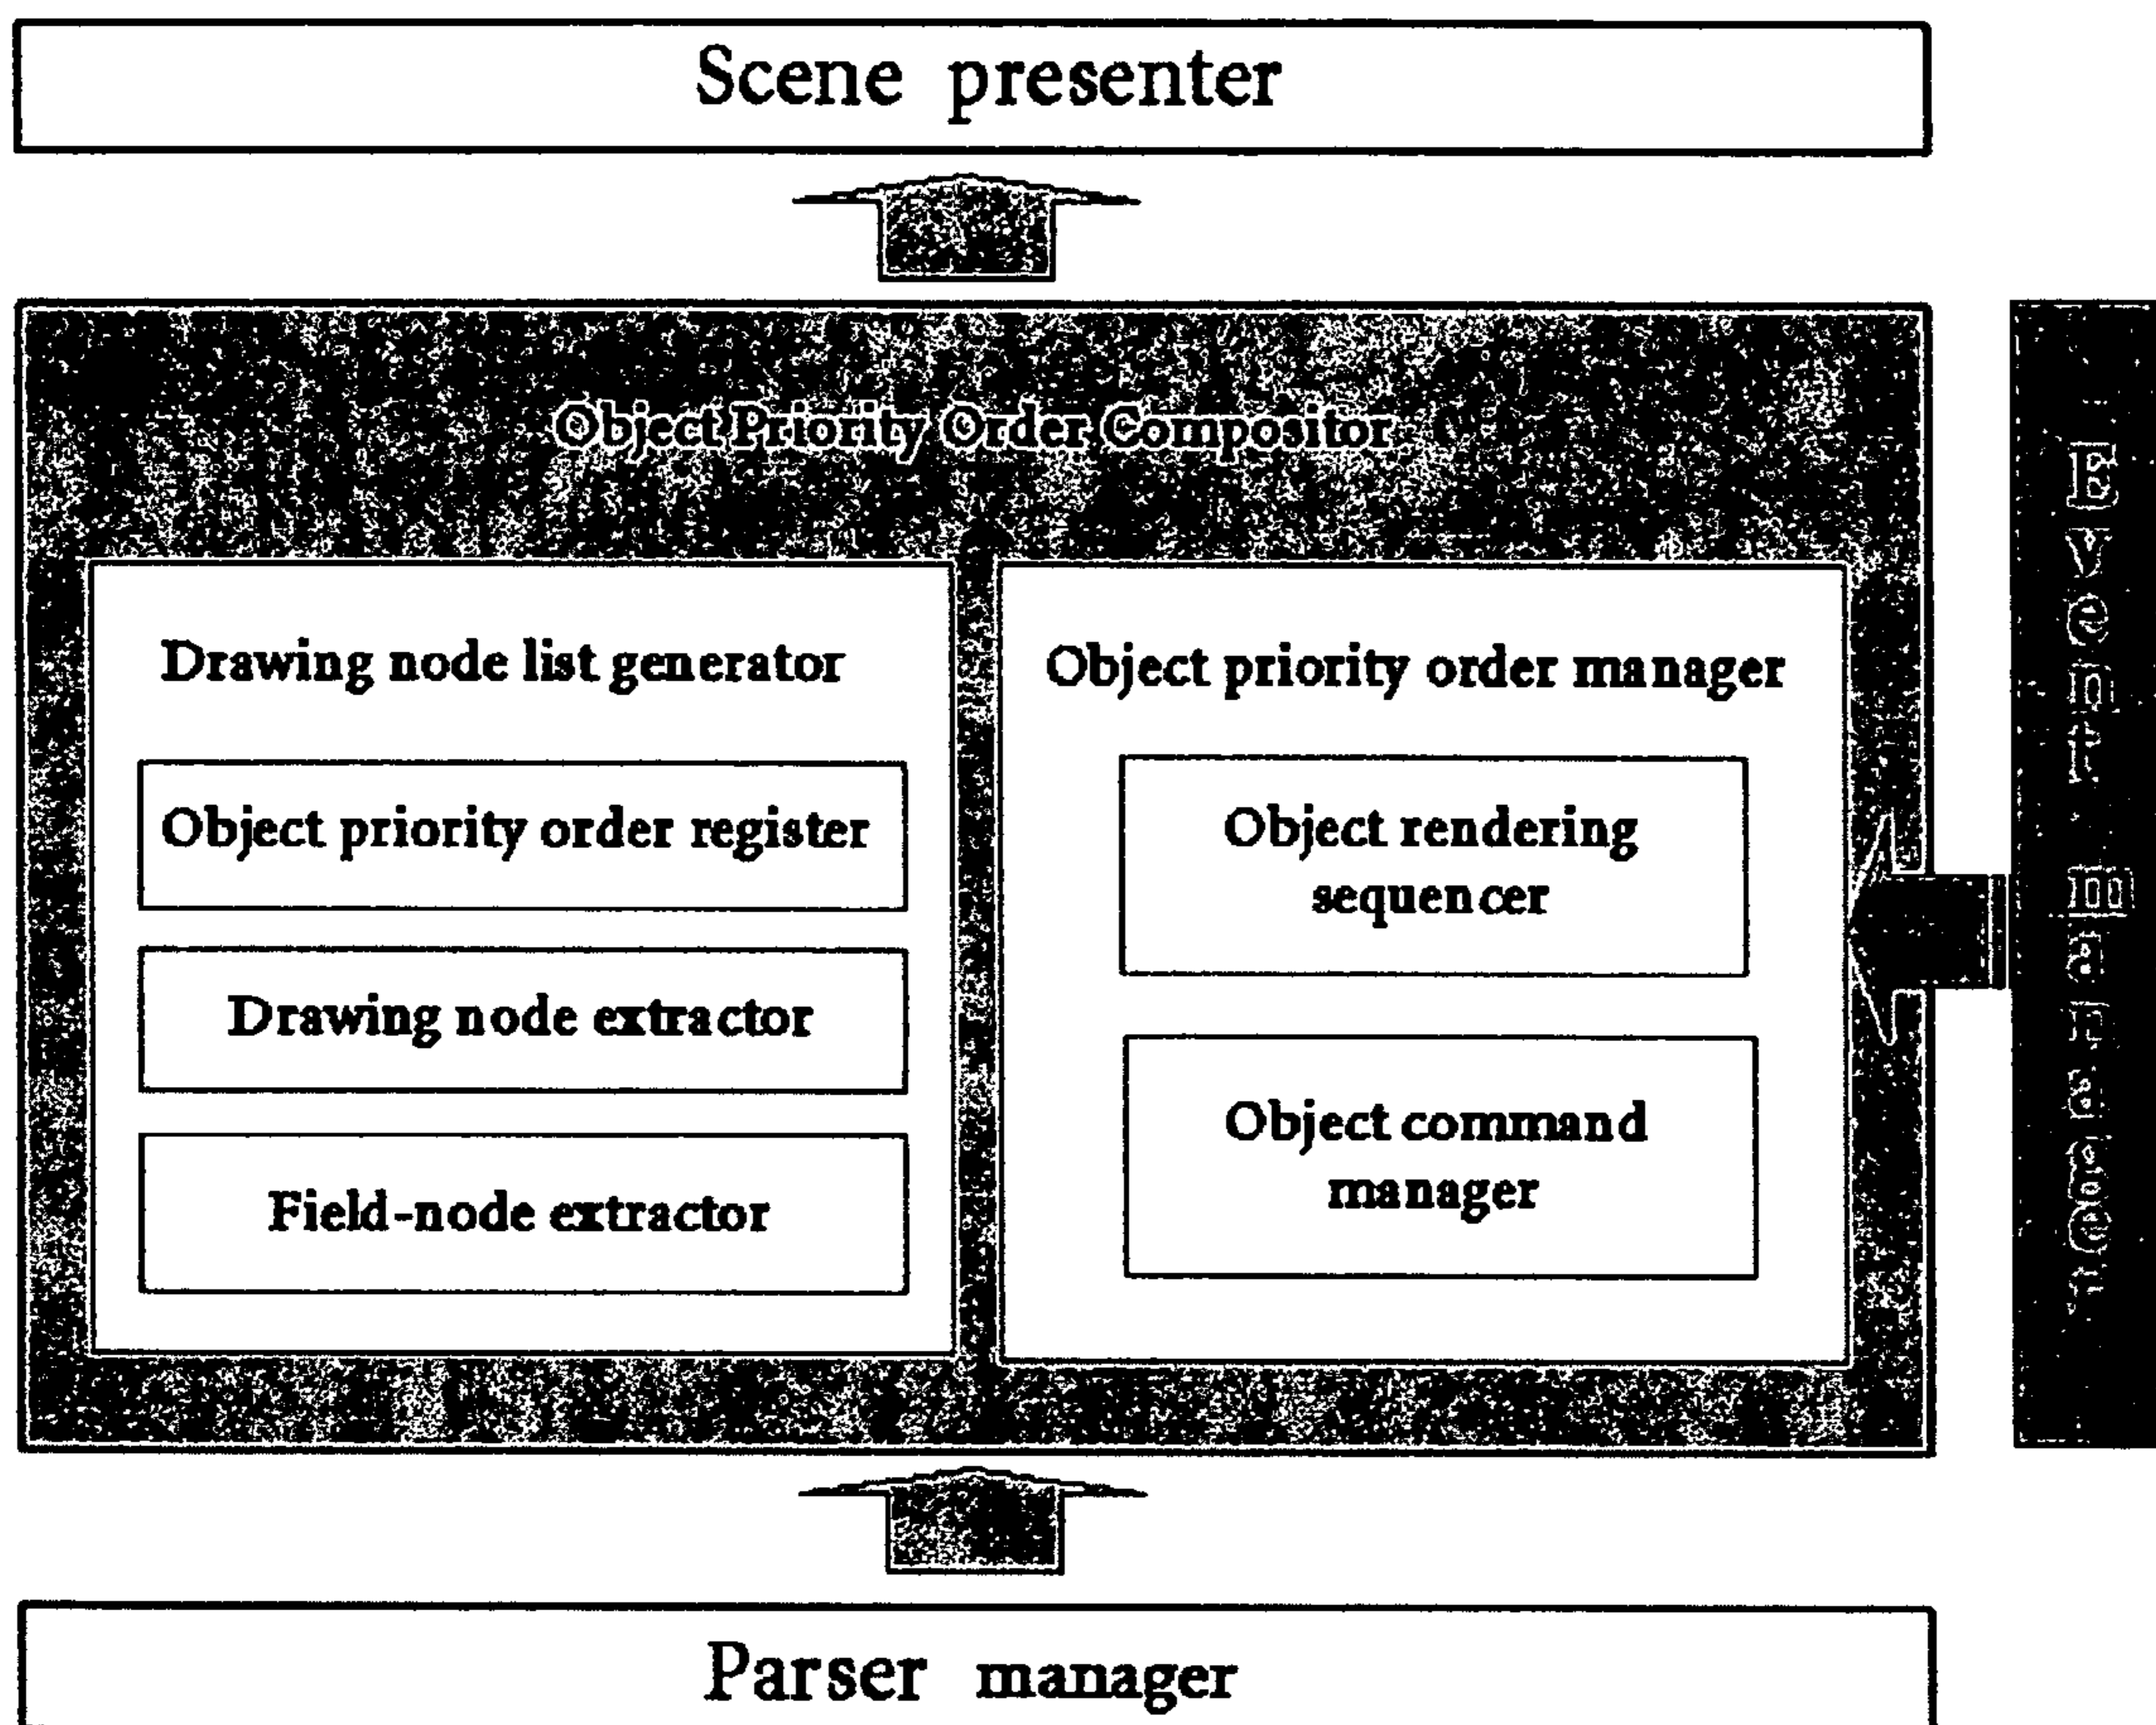 Scene presenter
Object Priority Order Compositor
Drawing node list generator
Object priority order register
Drawing node extractor
Field-node extractor
Object priority order manager
Object rendering
sequencer
Object command
manager
Event manager
Parser manager